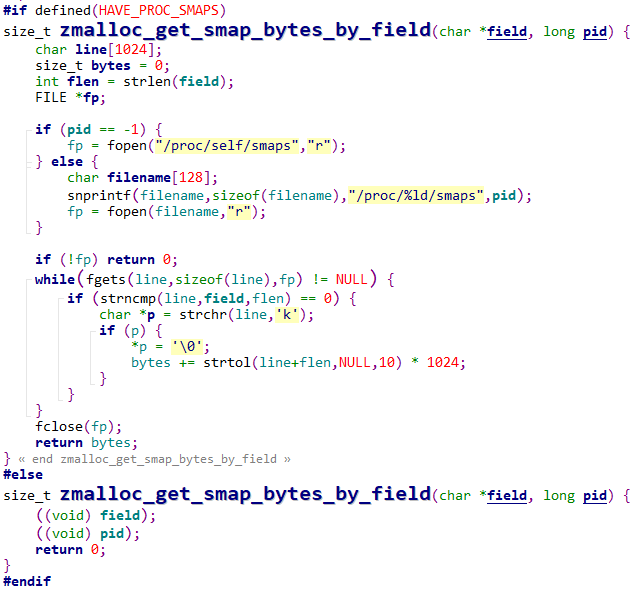 #if defined(HAVE_PROC_SMAPS)
size_t zmalloc_get_smap_bytes_by_field(char *field, long pid) {
    char line[1024];
    size_t bytes = 0;
    int flen = strlen(field);
    FILE *fp;

    if (pid == -1) {
        fp = fopen("/proc/self/smaps","r");
    } else {
        char filename[128];
        snprintf(filename,sizeof(filename),"/proc/%ld/smaps",pid);
        fp = fopen(filename,"r");
    }

    if (!fp) return 0;
    while(fgets(line,sizeof(line),fp) != NULL) {
        if (strncmp(line,field,flen) == 0) {
            char *p = strchr(line,'k');
            if (p) {
                *p = '\0';
                bytes += strtol(line+flen,NULL,10) * 1024;
            }
        }
    }
    fclose(fp);
    return bytes;
} « end zmalloc_get_smap_bytes_by_field »
#else
size_t zmalloc_get_smap_bytes_by_field(char *field, long pid) {
    ((void) field);
    ((void) pid);
    return 0;
}
#endif